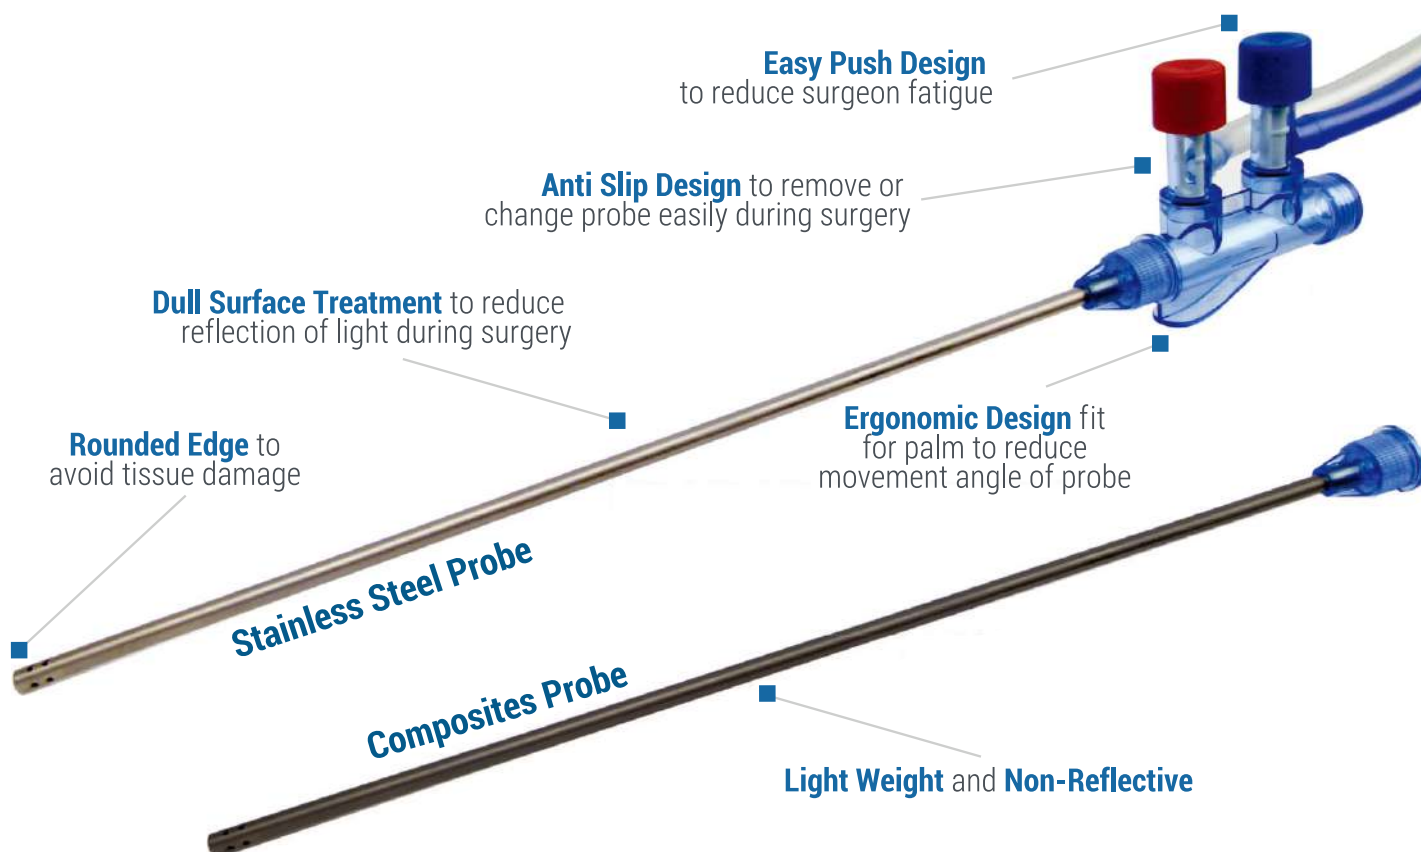 Easy Push Design
to reduce surgeon fatigue
Anti Slip Design to remove or
change probe easily during surgery
Dull Surface Treatment to reduce
reflection of light during surgery
Ergonomic Design fit
for palm to reduce
movement angle of probe
Rounded Edge to
avoid tissue damage
Stainless Steel Probe
Composites Probe
Light Weight and Non-Reflective